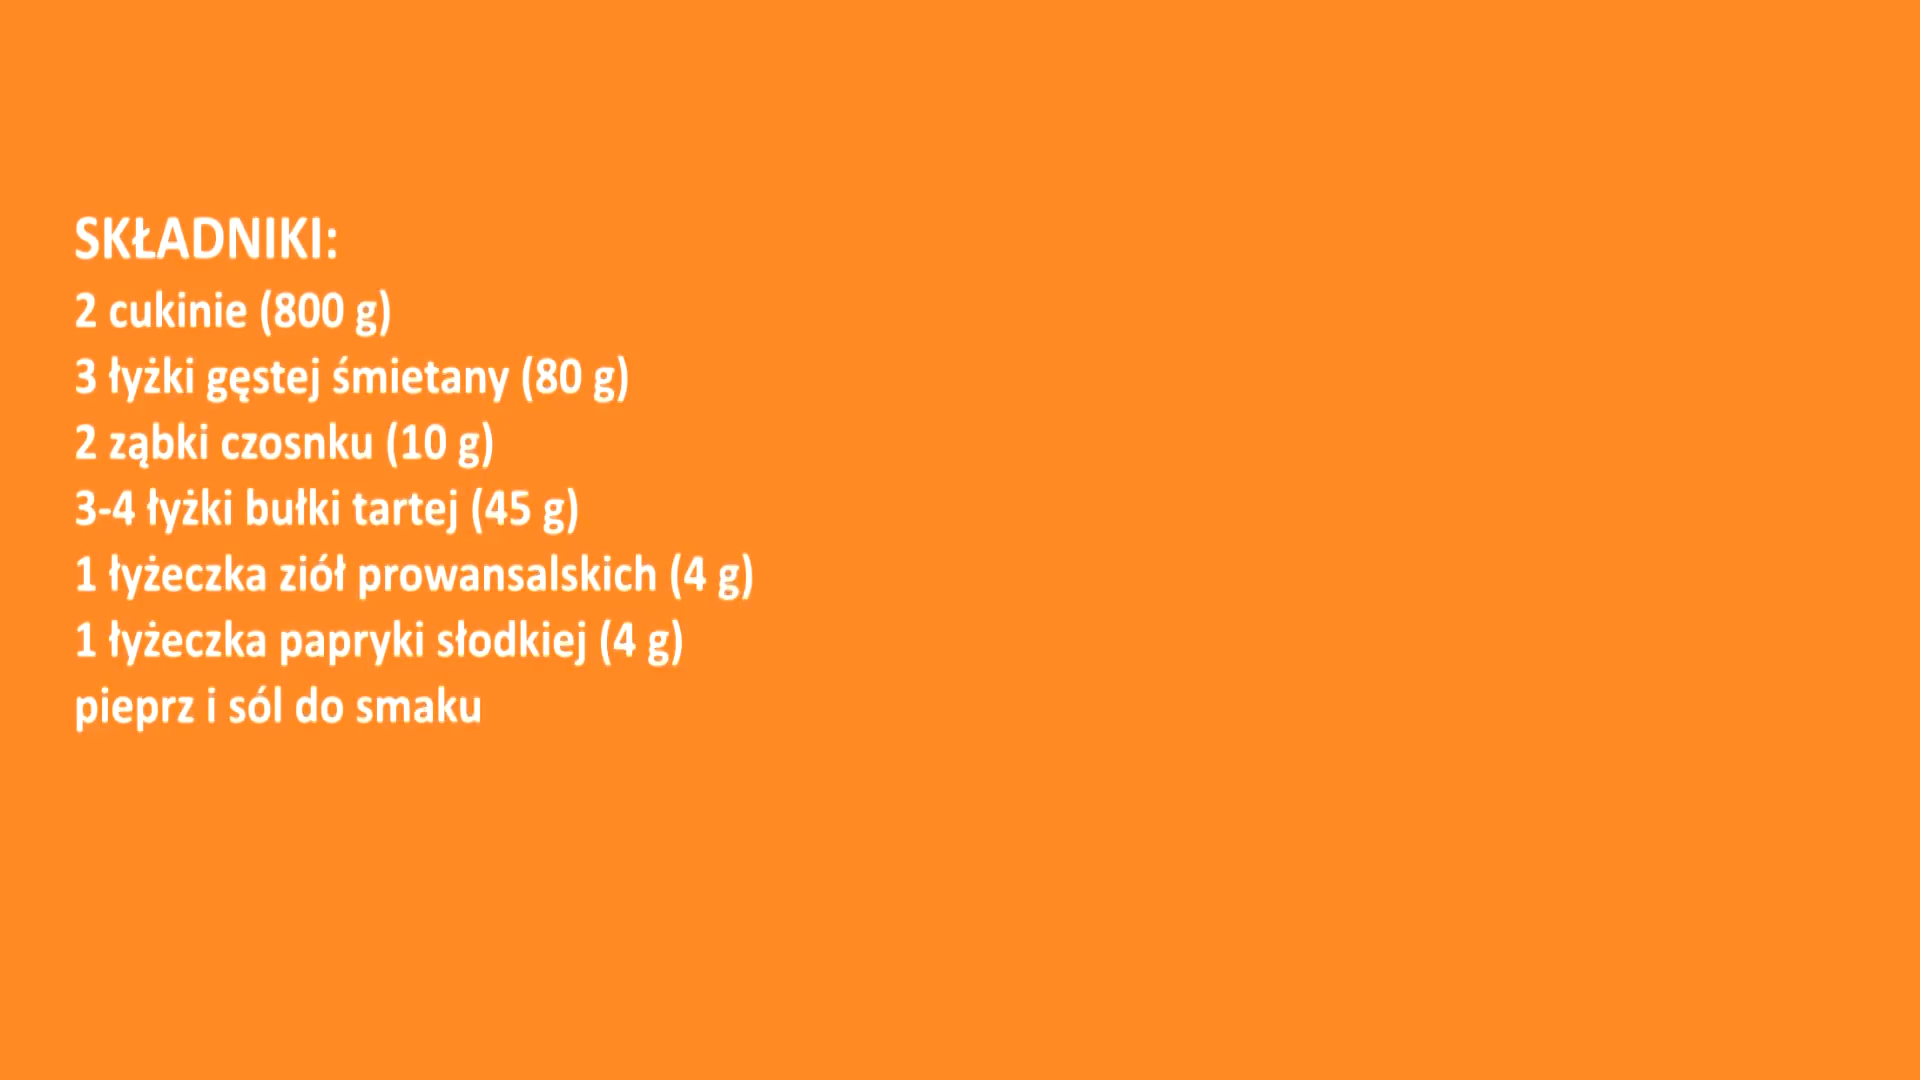 SKŁADNIKI:
2 cukinie (800 g)
3 łyżki gęstej śmietany (80 g)
2 ząbki czosnku (10 g)
3-4 łyżki bułki tartej (45 g)
1 łyżeczka ziół prowansalskich (4 g)
1 łyżeczka papryki słodkiej (4 g)
pieprz i sól do smaku